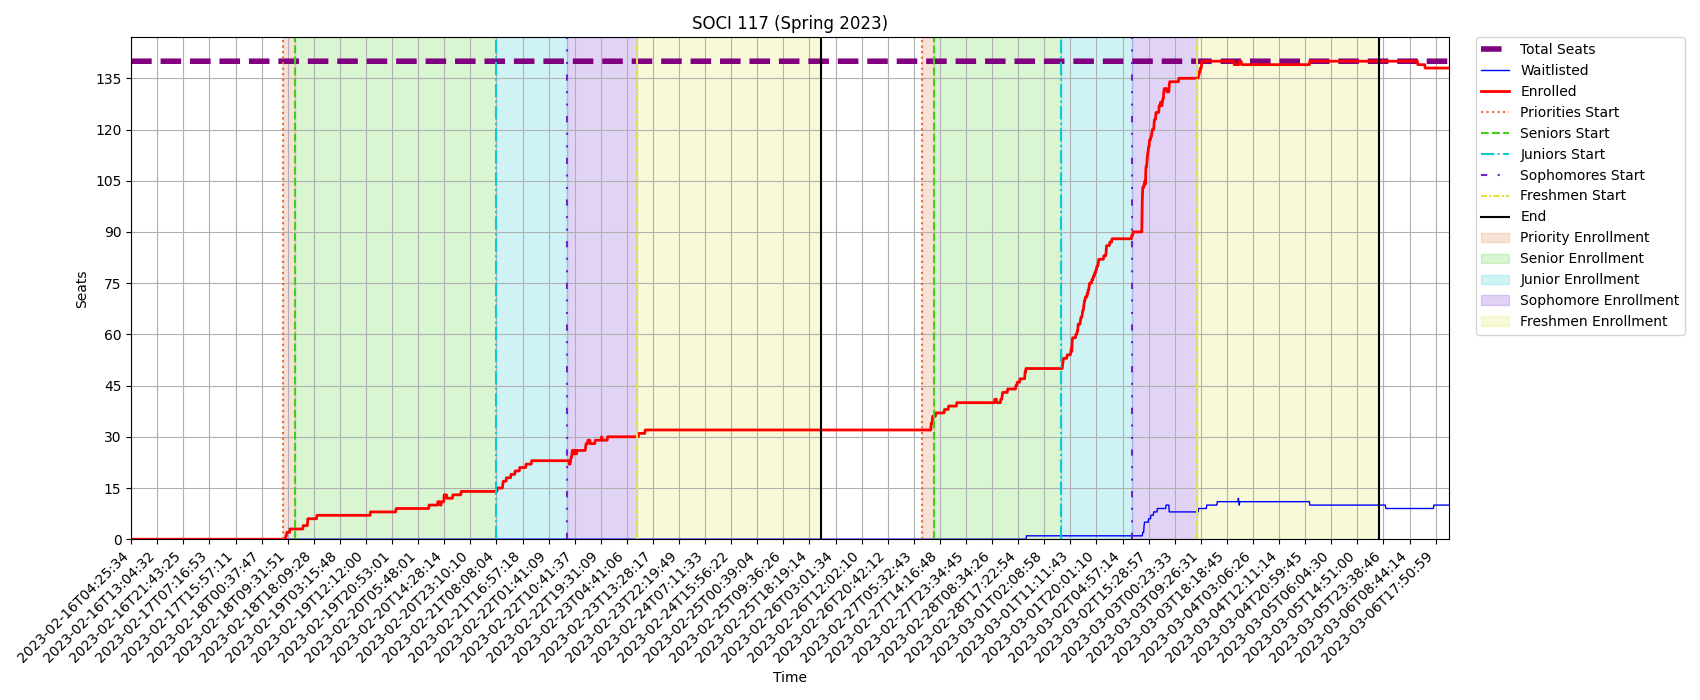 SOCI 117 (Spring 2023)
Seats
135
120
105
90
75
60
45
30
15
0
Total Seats
Waitlisted
Enrolled
Priorities Start
Seniors Start
Juniors Start
Sophomores Start
Freshmen Start
End
Priority Enrollment
Senior Enrollment
Junior Enrollment
Sophomore Enrollment
Freshmen Enrollment
2023-02-16T04:25:34
2023-02-16T13:04:32
2023-02-16T21:43:25
2023-02-17T07:16:53
2023-02-17T15:57:11
2023-02-18T00:37:47
2023-02-18T09:31:51
2023-02-18T18:09:28
2023-02-19T03:15:48
2023-02-19T12:12:00
2023-02-19T20:53:01
2023-02-20T05:48:01
2023-02-20T14:28:14
2023-02-20T23:10:10
2023-02-21T08:08:04
2023-02-21T16:57:18
2023-02-22T01:41:09
2023-02-22T10:41:37
2023-02-22T19:31:09
2023-02-23T04:41:06
2023-02-23T13:28:17
2023-02-23T22:19:49
2023-02-24T07:11:33
2023-02-24T15:56:22
2023-02-25T00:39:04
2023-02-25T09:36:26
2023-02-25T18:19:14
2023-02-26T03:01:34
2023-02-26T12:02:10
2023-02-26T20:42:12
2023-02-27T05:32:43
2023-02-27T14:16:48
2023-02-27T23:34:45
2023-02-28T08:34:26
2023-02-28T17:22:54
2023-03-01T02:08:58
2023-03-01T11:11:43
2023-03-01T20:01:10
2023-03-02T04:57:14
2023-03-02T15:28:57
2023-03-03T00:23:33
2023-03-03T09:26:31
2023-03-03T18:18:45
2023-03-04T03:06:26
2023-03-04T12:11:14
2023-03-04T20:59:45
2023-03-05T06:04:30
2023-03-05T14:51:00
2023-03-05T23:38:46
2023-03-06T08:44:14
2023-03-06T17:50:59
Time